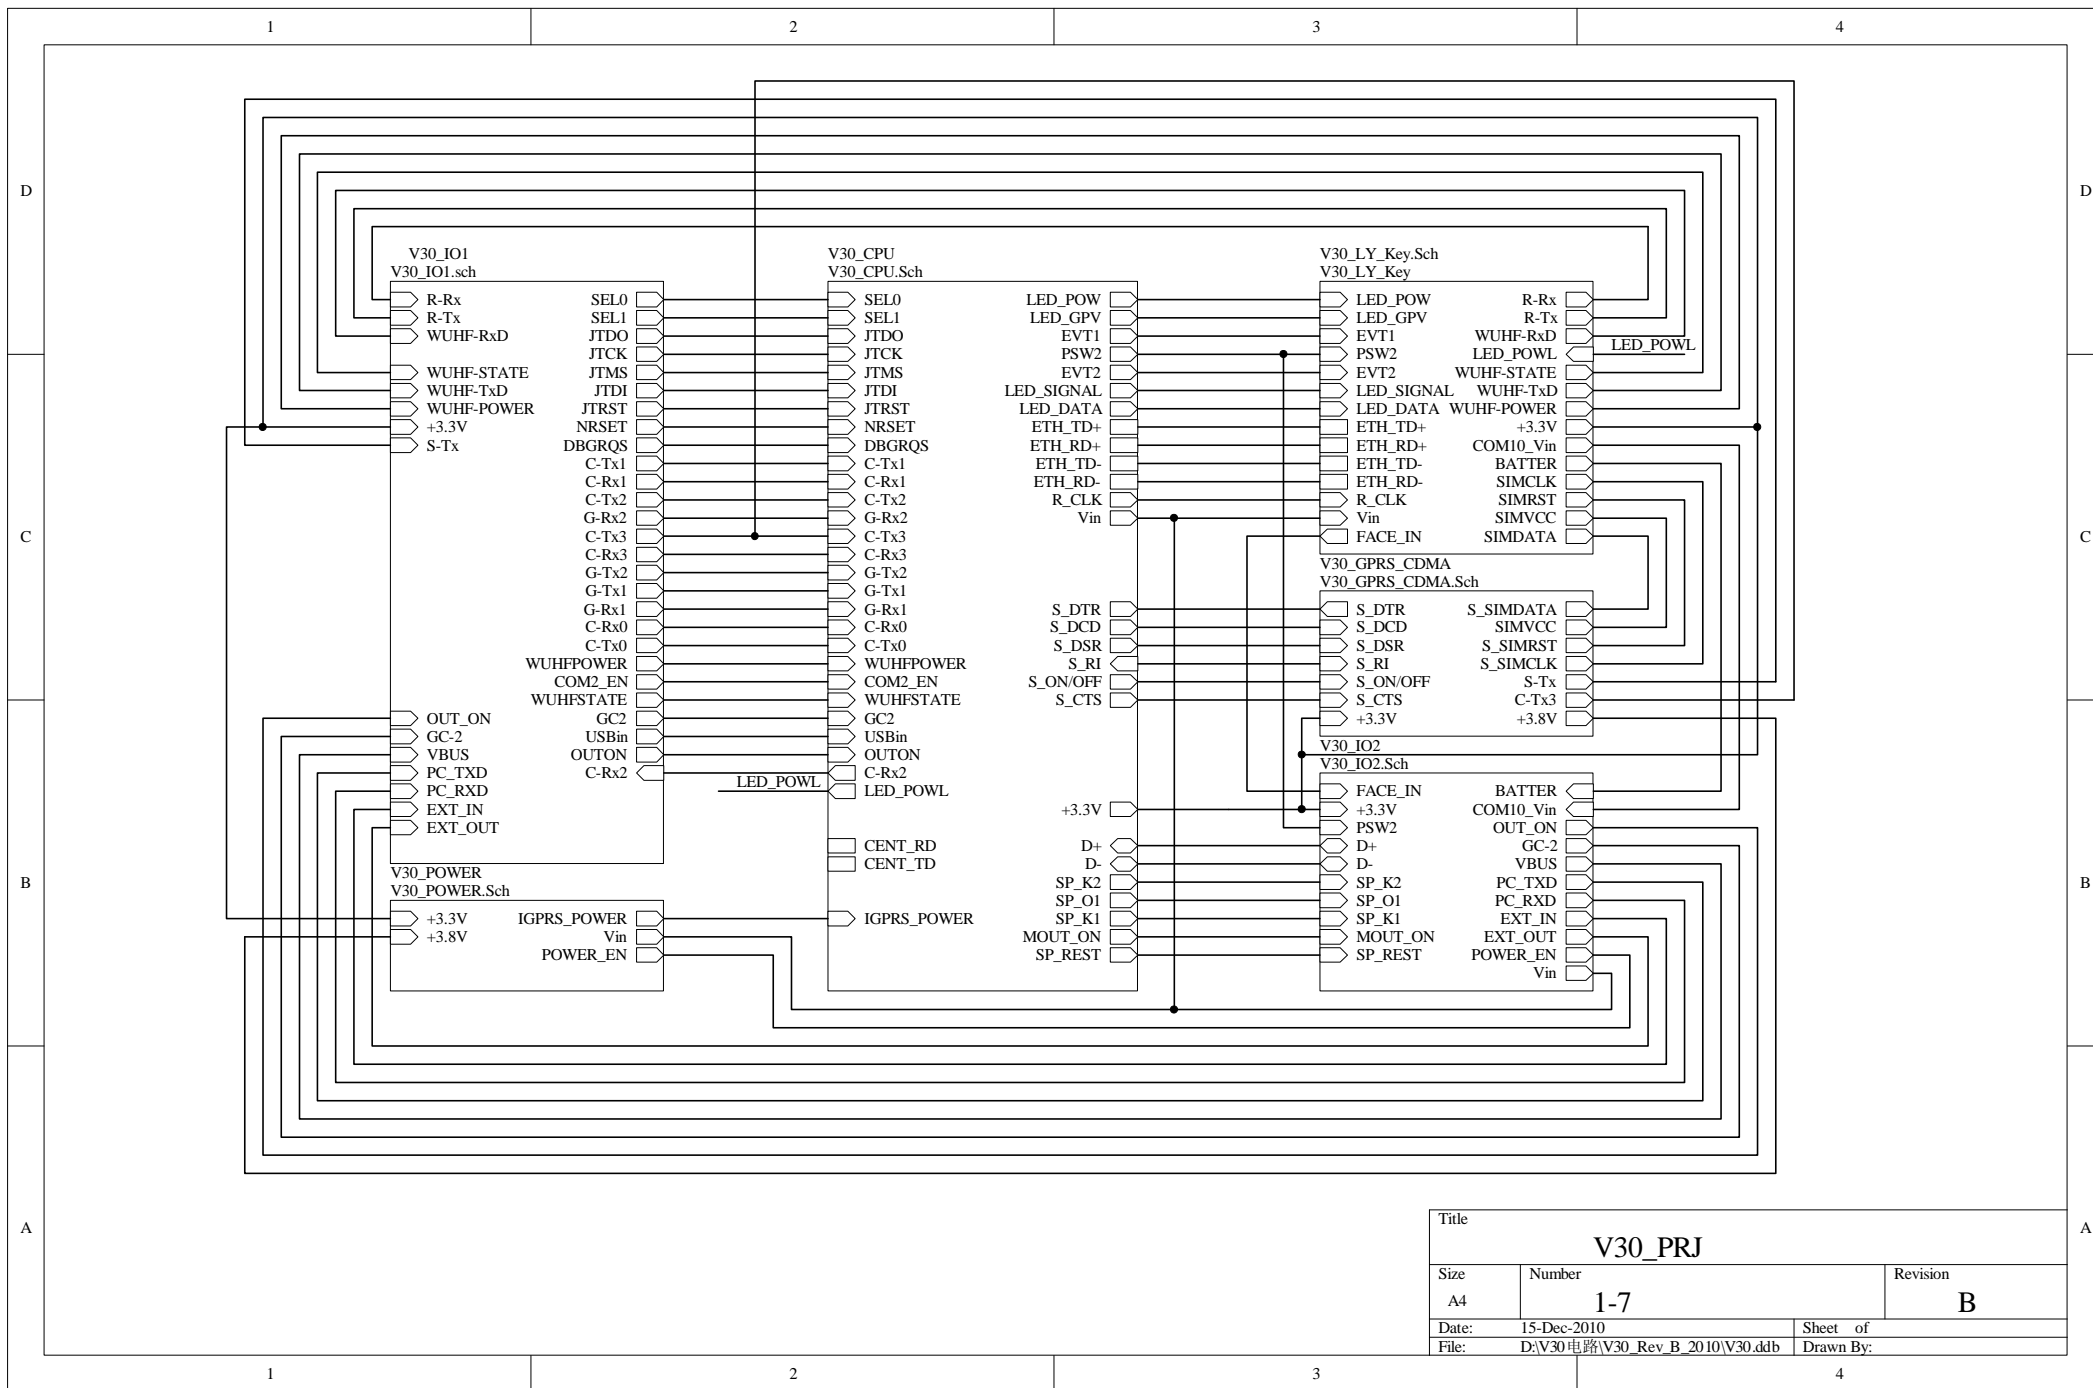 1 2 3 4
D D
C C
B B
A A
V30_IO1
V30_IO1.sch
R-Rx SEL0
R-Tx SEL1
WUHF-RxD JTDO
JTCK
WUHF-STATE JTMS
WUHF-TxD JTDI
WUHF-POWER JTRST
+3.3V NRSET
S-Tx DBGRQS
C-Tx1
C-Rx1
C-Tx2
G-Rx2
C-Tx3
C-Rx3
G-Tx2
G-Tx1
G-Rx1
C-Rx0
C-Tx0
WUHFPOWER
COM2_EN
WUHFSTATE
OUT_ON GC2
GC-2 USBin
VBUS OUTON
PC_TXD C-Rx2
PC_RXD
EXT_IN
EXT_OUT
V30_POWER
V30_POWER.Sch
+3.3V IGPRS_POWER
+3.8V Vin
POWER_EN
V30_CPU
V30_CPU.Sch
SEL0 LED_POW
SEL1 LED_GPV
JTDO EVT1
JTCK PSW2
JTMS EVT2
JTDI LED_SIGNAL
JTRST LED_DATA
NRSET ETH_TD+
DBGRQS ETH_RD+
C-Tx1 ETH_TD-
C-Rx1 ETH_RD-
C-Tx2 R_CLK
G-Rx2 Vin
C-Tx3
C-Rx3
G-Tx2
G-Tx1
G-Rx1 S_DTR
C-Rx0 S_DCD
C-Tx0 S_DSR
WUHFPOWER S_RI
COM2_EN S_ON/OFF
WUHFSTATE S_CTS
GC2
USBin
OUTON
C-Rx2
LED_POWL LED_POWL
+3.3V
CENT_RD D+
CENT_TD D-
SP_K2
SP_O1
IGPRS_POWER SP_K1
MOUT_ON
SP_REST
V30_LY_Key.Sch
V30_LY_Key
LED_POW R-Rx
LED_GPV R-Tx
EVT1 WUHF-RxD
PSW2 LED_POWL LED_POWL
EVT2 WUHF-STATE
LED_SIGNAL WUHF-TxD
LED_DATA WUHF-POWER
ETH_TD+ +3.3V
ETH_RD+ COM10_Vin
ETH_TD- BATTER
ETH_RD- SIMCLK
R_CLK SIMRST
Vin SIMVCC
FACE_IN SIMDATA
V30_GPRS_CDMA
V30_GPRS_CDMA.Sch
S_DTR S_SIMDATA
S_DCD SIMVCC
S_DSR S_SIMRST
S_RI S_SIMCLK
S_ON/OFF S-Tx
S_CTS C-Tx3
+3.3V +3.8V
V30_IO2
V30_IO2.Sch
FACE_IN BATTER
+3.3V COM10_Vin
PSW2 OUT_ON
D+ GC-2
D- VBUS
SP_K2 PC_TXD
SP_O1 PC_RXD
SP_K1 EXT_IN
MOUT_ON EXT_OUT
SP_REST POWER_EN
Vin
Title
V30_PRJ
Size Number Revision
A4 1-7 B
Date: 15-Dec-2010 Sheet of
File: D:\V30电路\V30_Rev_B_2010\V30.ddb Drawn By:
1 2 3 4